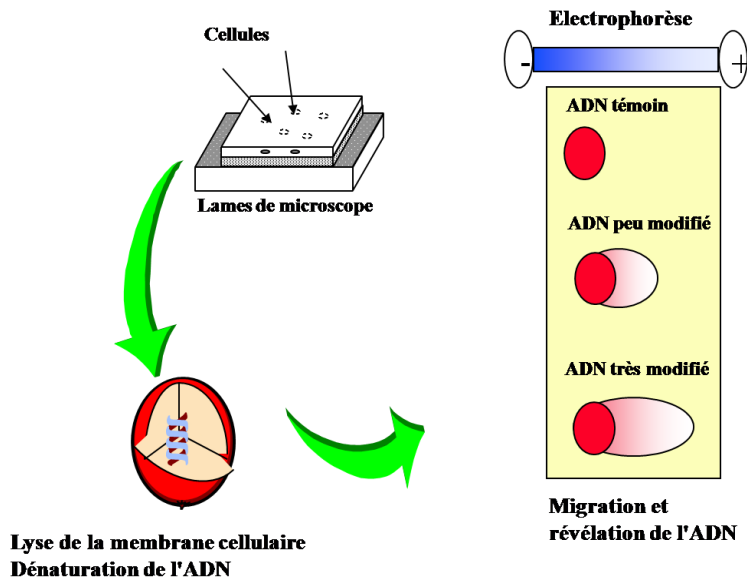 Cellules
Lames de microscope
Lyse de la membrane cellulaire
Dénaturation de l'ADN
Electrophorèse
- +
ADN témoin
ADN peu modifié
ADN très modifié
Migration et
révélation de l'ADN